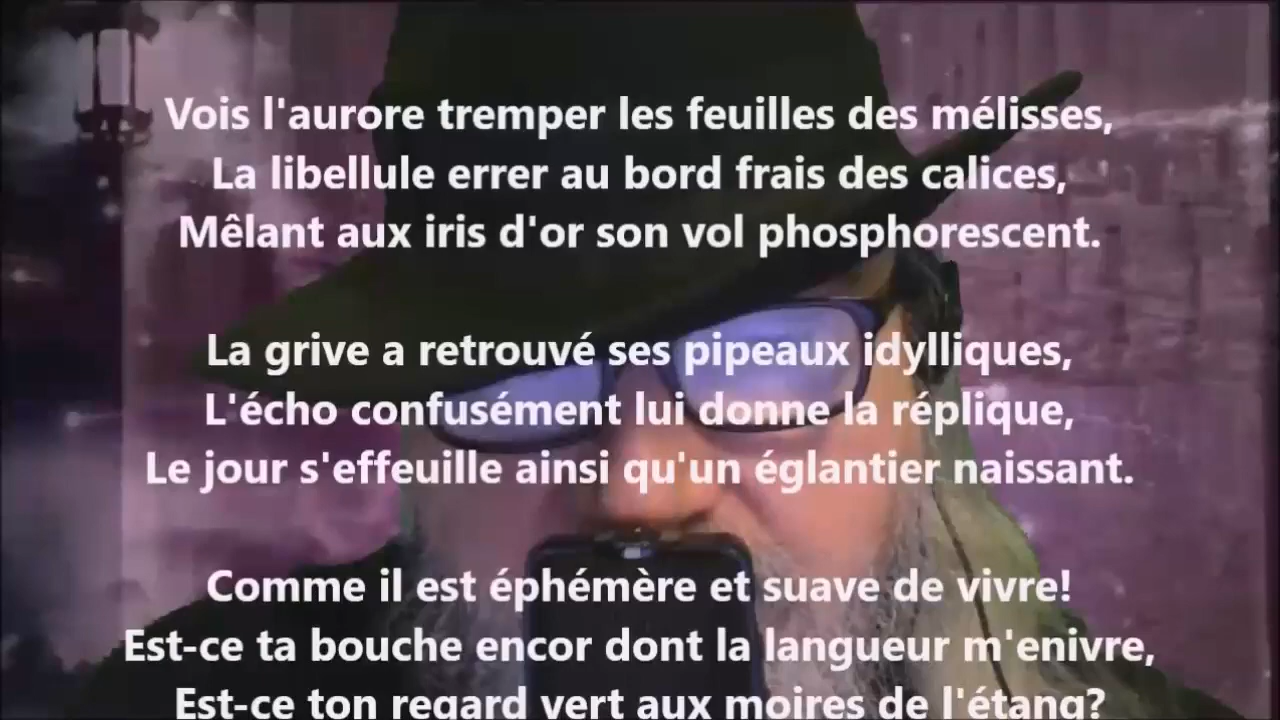 Vois l'aurore tremper les feuilles des mélisses,
La libellule errer au bord frais des calices,
Mêlant aux iris d'or son vol phosphorescent.
La grive a retrouvé ses pipeaux idylliques,
L'écho confusément lui donne la réplique,
Le jour s'effeuille ainsi qu'un églantier naissant.
Comme il est éphémère et suave de vivre!
Est-ce ta bouche encor dont la langueur m'enivre,
Est-ce ton regard vert aux moires de l'étang?